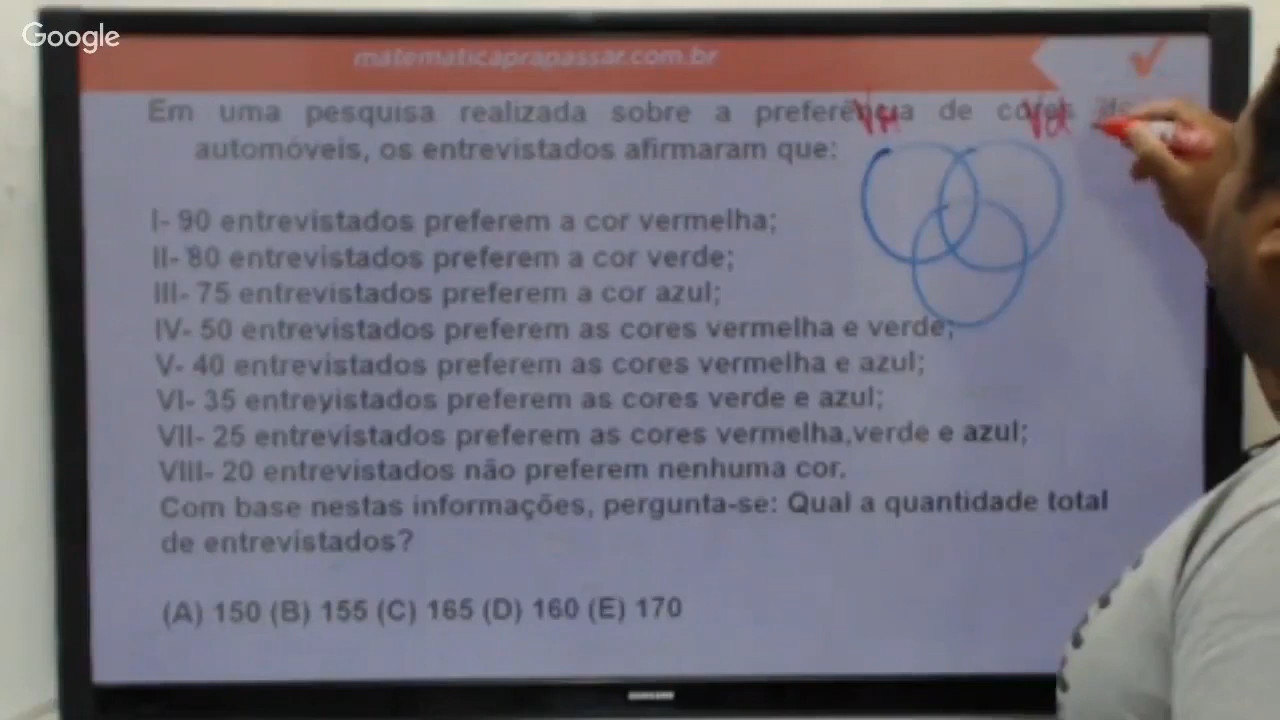 Google
matematicaprapassar.com.br
Em uma pesquisa realizada sobre a preferência de cores de
automóveis, os entrevistados afirmaram que:
VM Vd
I- 90 entrevistados preferem a cor vermelha;
II- 80 entrevistados preferem a cor verde;
III- 75 entrevistados preferem a cor azul;
IV- 50 entrevistados preferem as cores vermelha e verde;
V- 40 entrevistados preferem as cores vermelha e azul;
VI- 35 entrevistados preferem as cores verde e azul;
VII- 25 entrevistados preferem as cores vermelha,verde e azul;
VIII- 20 entrevistados não preferem nenhuma cor.
Com base nestas informações, pergunta-se: Qual a quantidade total
de entrevistados?
(A) 150 (B) 155 (C) 165 (D) 160 (E) 170
SAMSUNG